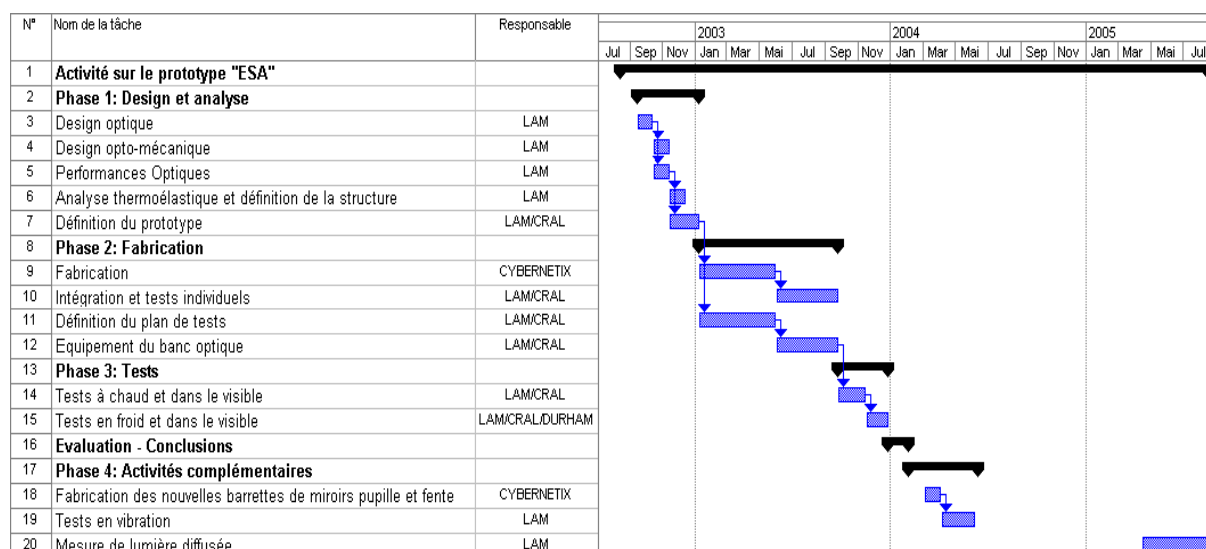 N° Nom de la tâche Responsable 2003 2004 2005
Jul Sep Nov Jan Mar Mai Jul Sep Nov Jan Mar Mai Jul Sep Nov Jan Mar Mai Jul
1 Activité sur le prototype "ESA"
2 Phase 1: Design et analyse
3 Design optique LAM
4 Design opto-mécanique LAM
5 Performances Optiques LAM
6 Analyse thermoélastique et définition de la structure LAM
7 Définition du prototype LAM/CRAL
8 Phase 2: Fabrication
9 Fabrication CYBERNETIX
10 Intégration et tests individuels LAM/CRAL
11 Définition du plan de tests LAM/CRAL
12 Equipement du banc optique LAM/CRAL
13 Phase 3: Tests
14 Tests à chaud et dans le visible LAM/CRAL
15 Tests en froid et dans le visible LAM/CRAL/DURHAM
16 Evaluation - Conclusions
17 Phase 4: Activités complémentaires
18 Fabrication des nouvelles barrettes de miroirs pupille et fente CYBERNETIX
19 Tests en vibration LAM
20 Mesure de lumière diffusée LAM